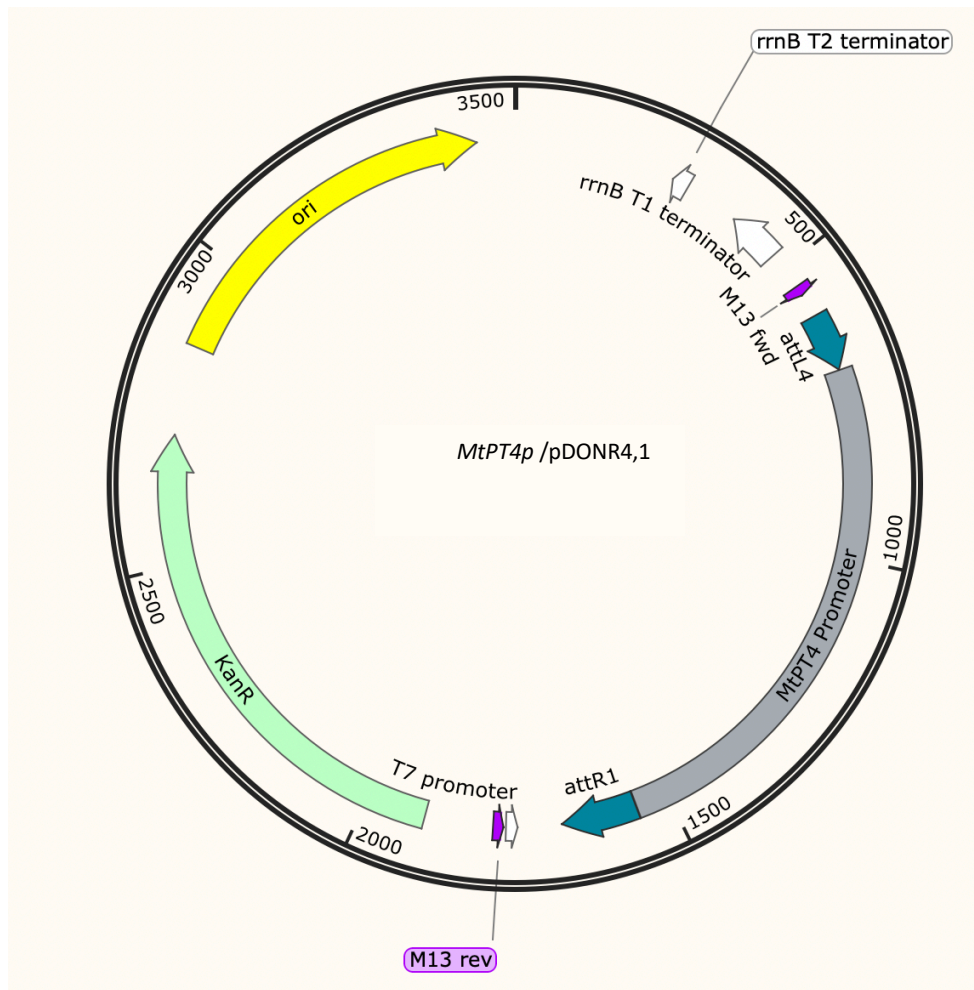 rrnB T2 terminator
3500
rrnB T1 terminator
500
ori
3000
M13 fwd
attL4
MtPT4p /pDONR4,1
1000
2500
MtPT4 Promoter
KanR
T7 promoter
attR1
1500
2000
M13 rev